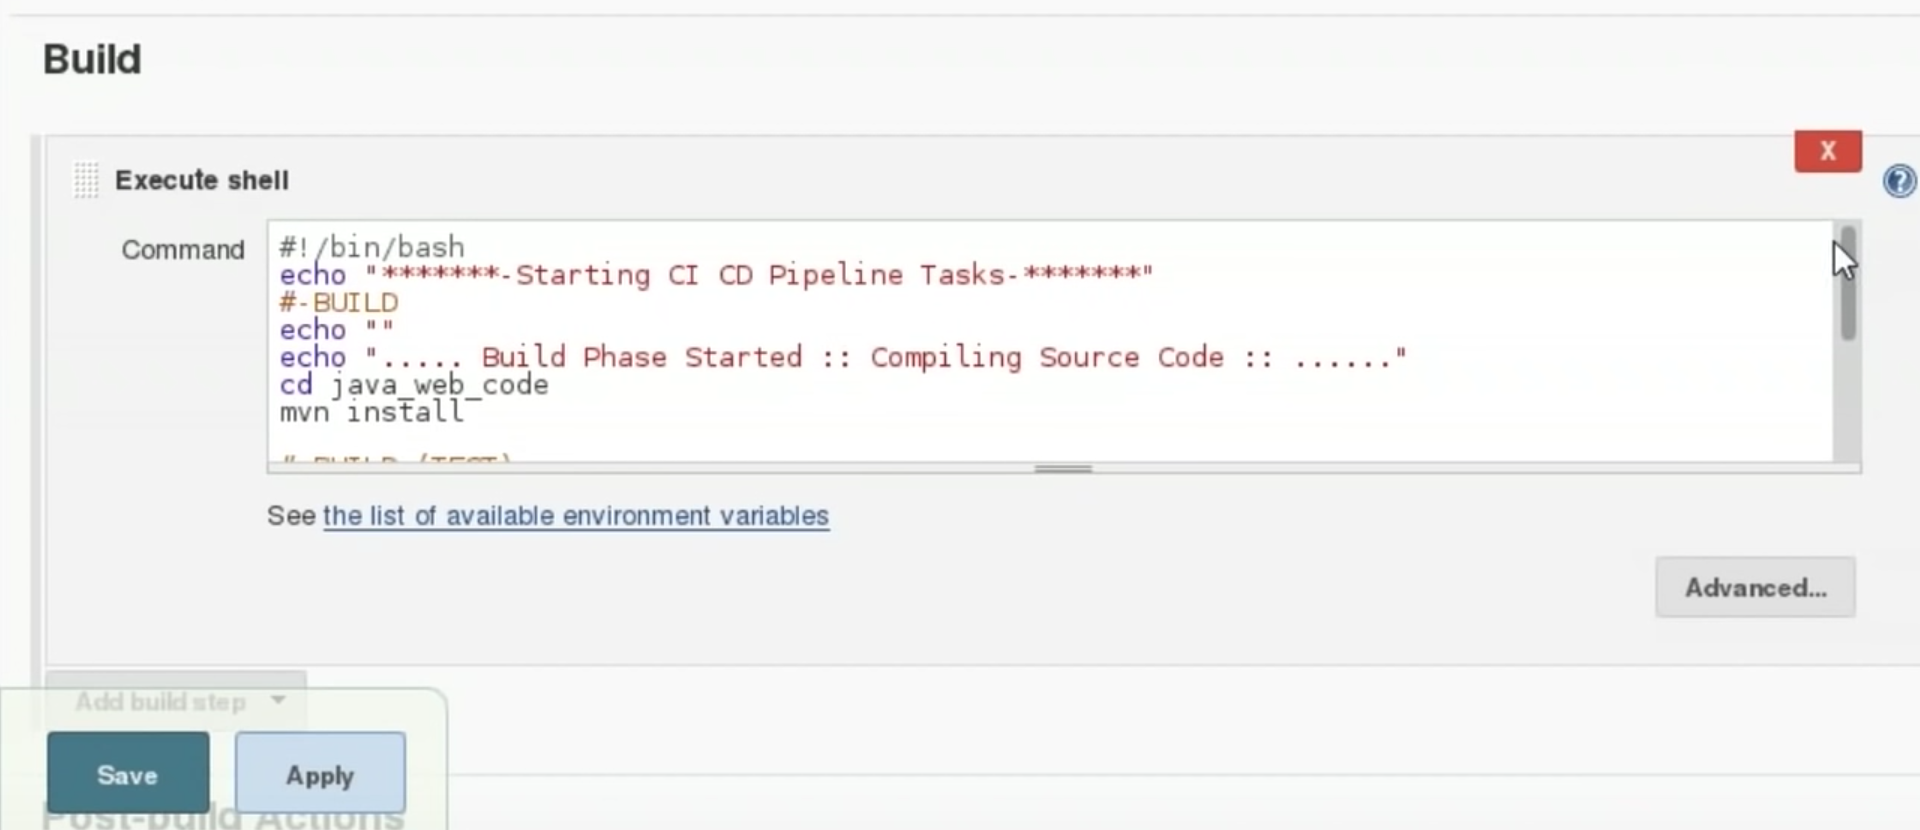 Build
X
Execute shell
?
Command
#!/bin/bash
echo "*******-Starting CI CD Pipeline Tasks-*******"
#-BUILD
echo ""
echo "..... Build Phase Started :: Compiling Source Code :: ......"
cd java_web_code
mvn install
#-BUILD (TEST)
See the list of available environment variables
Advanced...
Add build step
Save
Apply
Post-build Actions